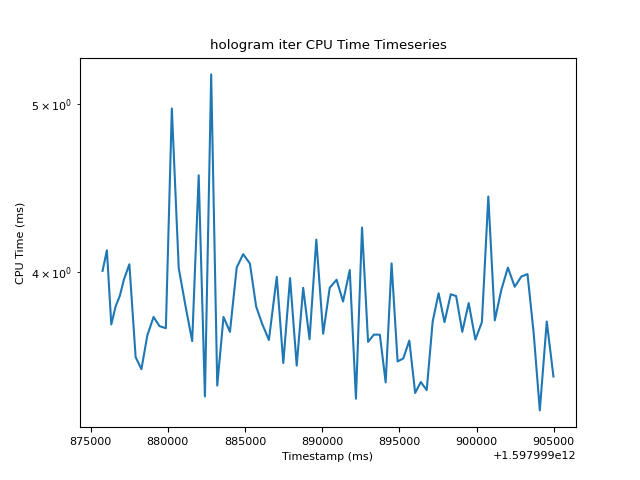 hologram iter CPU Time Timeseries
CPU Time (ms)
5 × 10⁰
4 × 10⁰
875000 880000 885000 890000 895000 900000 905000
Timestamp (ms)
+1.597999e12